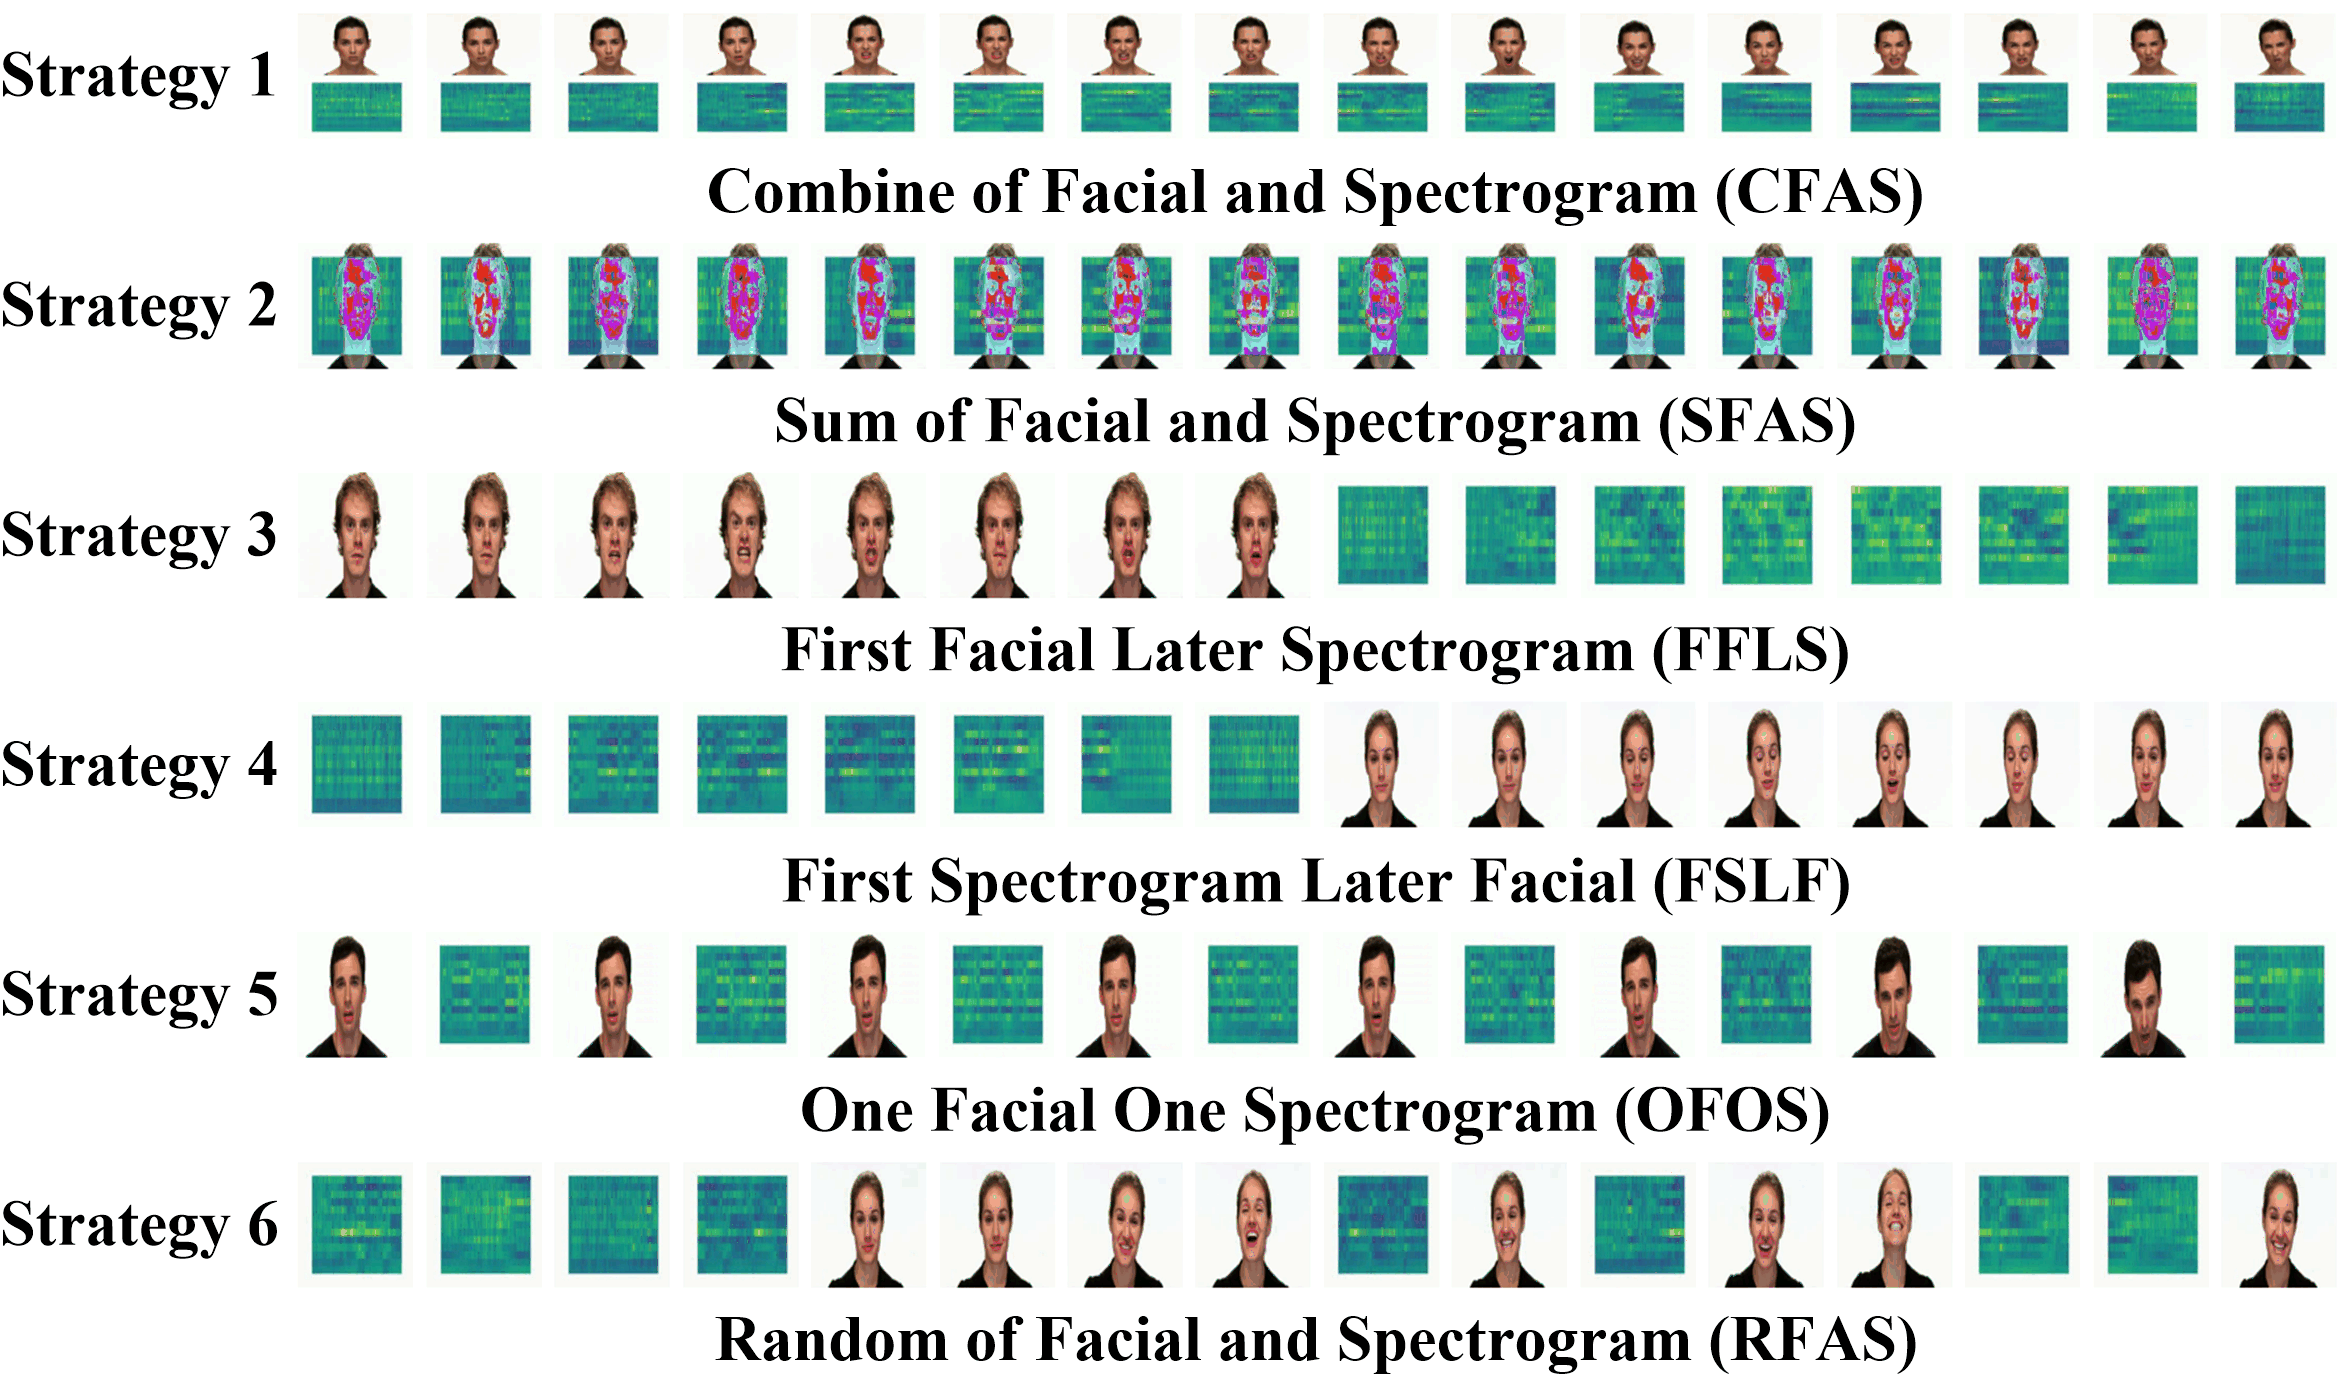 Strategy 1
Combine of Facial and Spectrogram (CFAS)
Strategy 2
Sum of Facial and Spectrogram (SFAS)
Strategy 3
First Facial Later Spectrogram (FFLS)
Strategy 4
First Spectrogram Later Facial (FSLF)
Strategy 5
One Facial One Spectrogram (OFOS)
Strategy 6
Random of Facial and Spectrogram (RFAS)